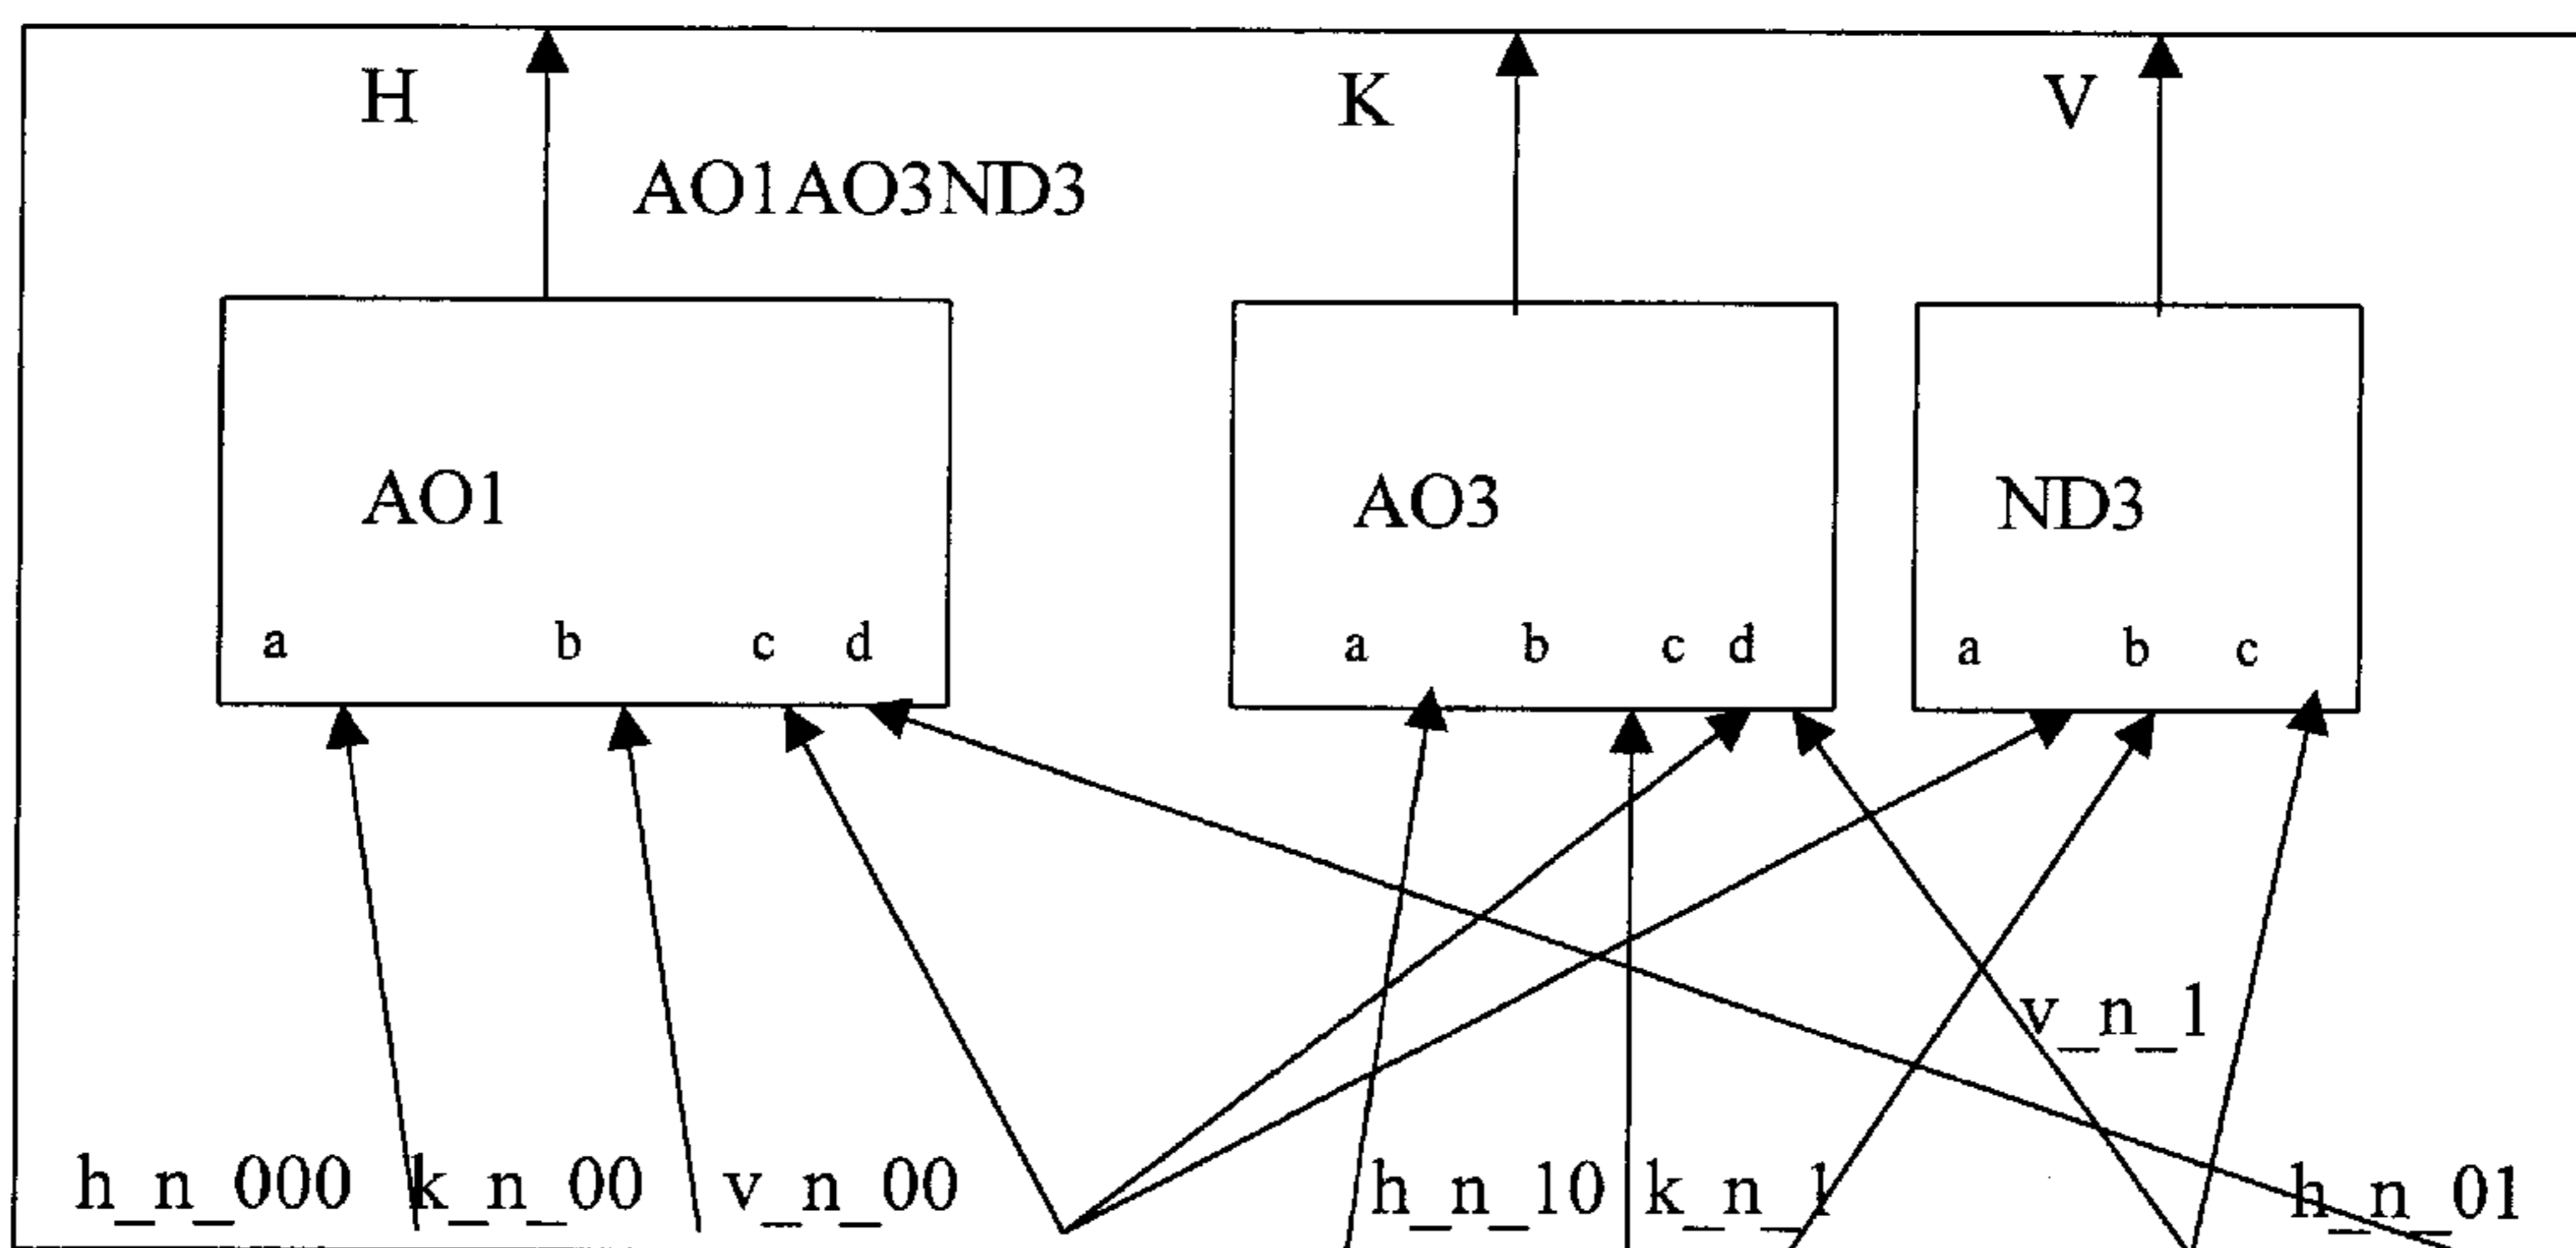 H K V
AO1AO3ND3
AO1 AO3 ND3
a b c d a b c d a b c
v_n_1
h_n_000 k_n_00 v_n_00 h_n_10 k_n_1 h_n_01